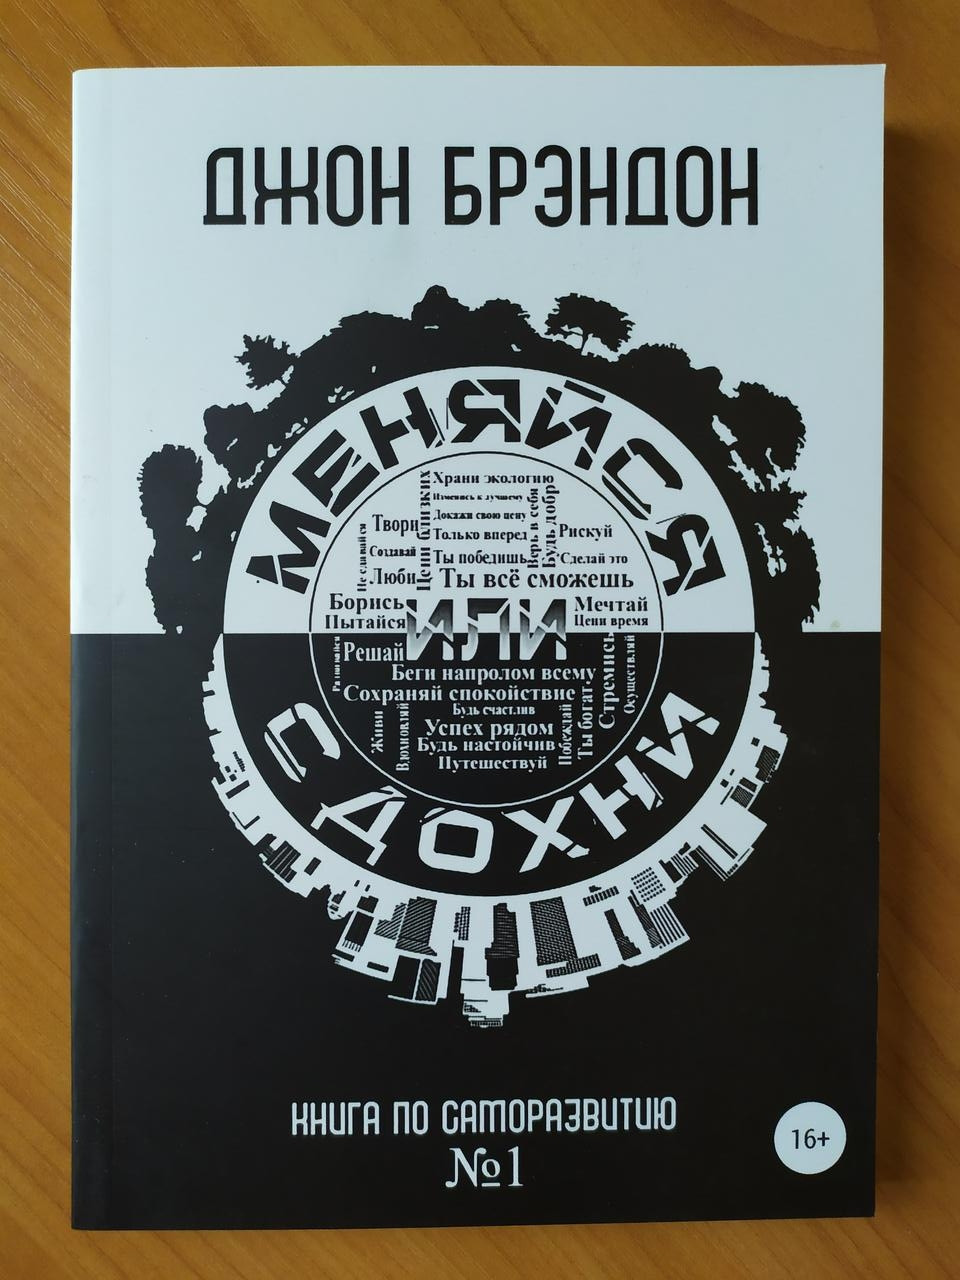 ДЖОН БРЭНДОН
МЕНЯЙСЯ
Храни экологию
Изменись к лучшему
Докажи свою цену
Только вперед
Ты победишь
Цени близких
Верь в себя
Будь добр
Твори
Создавай
Люби
Не сдавайся
Рискуй
Сделай это
Ты всё сможешь
Борись
Пытайся
ИЛИ
Мечтай
Цени время
Развивайся
Решай
Беги напролом всему
Сохраняй спокойствие
Будь счастлив
Успех рядом
Будь настойчив
Путешествуй
Живи
Вдохновляй
Побеждай
Ты богат
Стремись
Осуществляй
СДОХНИ
КНИГА ПО САМОРАЗВИТИЮ
№1
16+